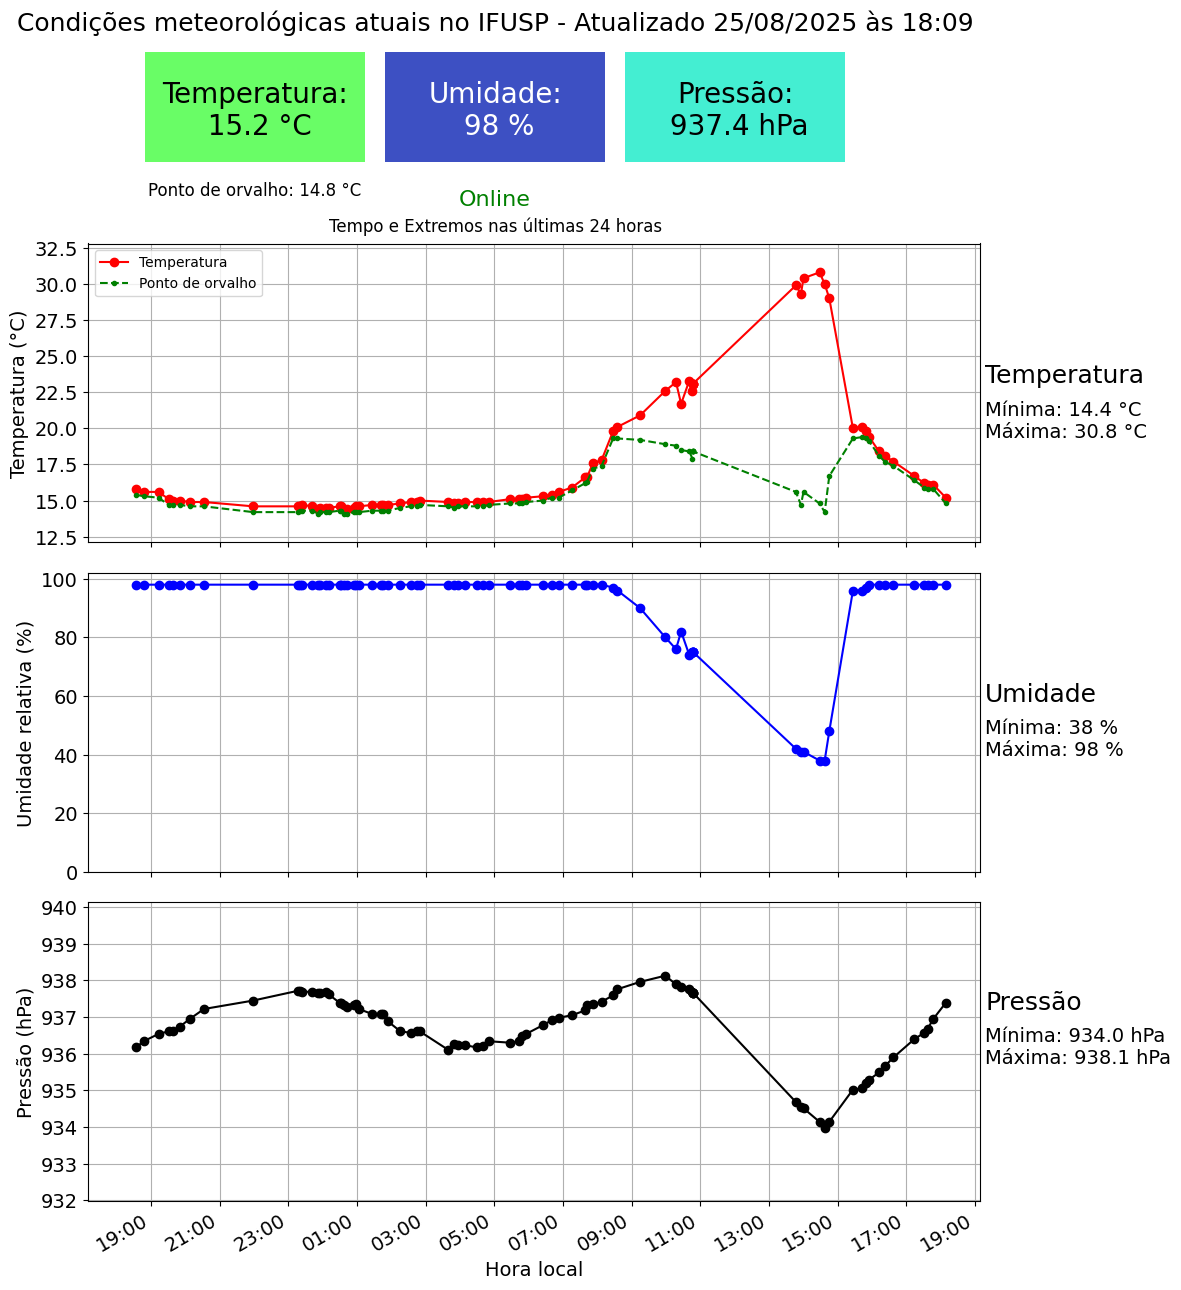 Condições meteorológicas atuais no IFUSP - Atualizado 25/08/2025 às 18:09
Temperatura:
15.2 °C
Umidade:
98 %
Pressão:
937.4 hPa
Ponto de orvalho: 14.8 °C
Online
Tempo e Extremos nas últimas 24 horas
Temperatura
Ponto de orvalho
Temperatura (°C)
32.5
30.0
27.5
25.0
22.5
20.0
17.5
15.0
12.5
Temperatura
Mínima: 14.4 °C
Máxima: 30.8 °C
Umidade relativa (%)
100
80
60
40
20
0
Umidade
Mínima: 38 %
Máxima: 98 %
Pressão (hPa)
940
939
938
937
936
935
934
933
932
Pressão
Mínima: 934.0 hPa
Máxima: 938.1 hPa
19:00
21:00
23:00
01:00
03:00
05:00
07:00
09:00
11:00
13:00
15:00
17:00
19:00
Hora local